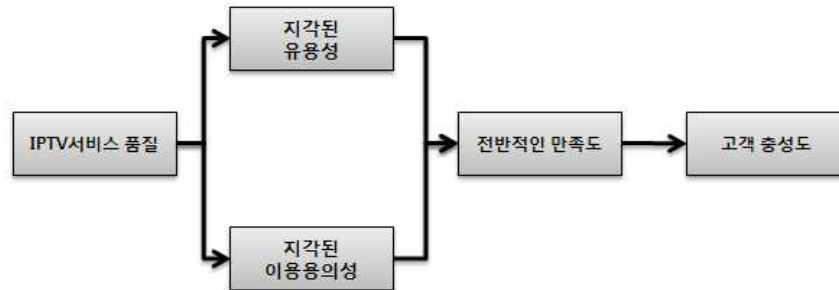 지각된
유용성
IPTV서비스 품질
전반적인 만족도
고객 충성도
지각된
이용용의성